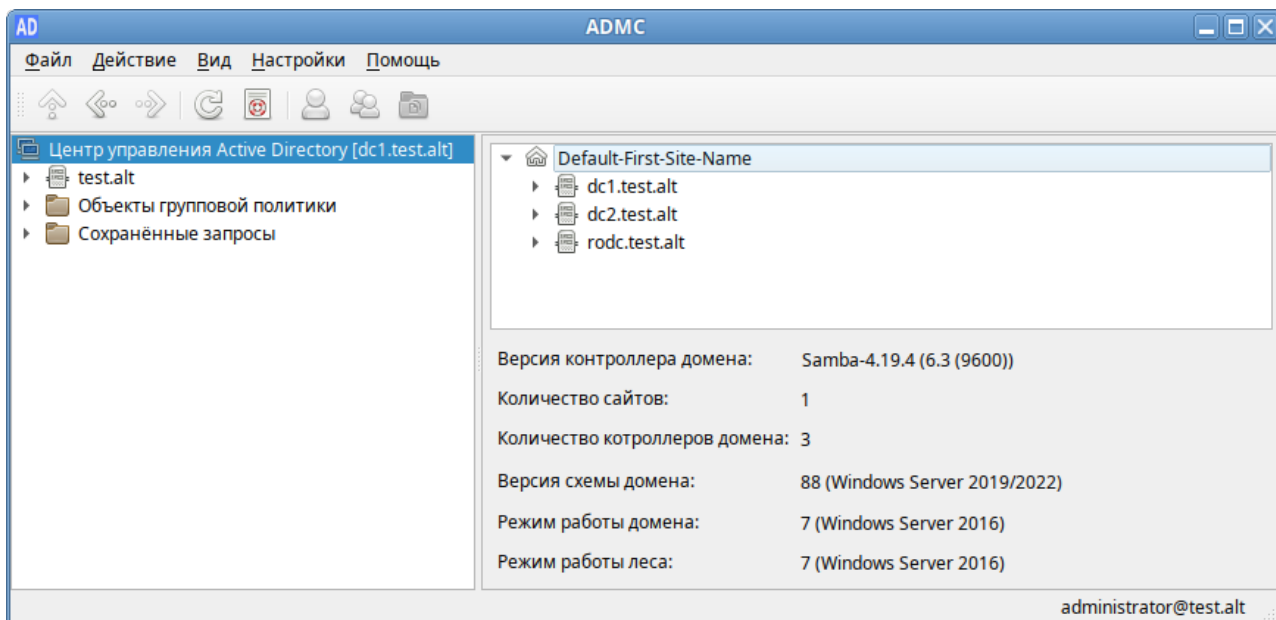 AD ADMC
Файл Действие Вид Настройки Помощь
Центр управления Active Directory [dc1.test.alt]
test.alt
Объекты групповой политики
Сохранённые запросы
Default-First-Site-Name
dc1.test.alt
dc2.test.alt
rodc.test.alt
Версия контроллера домена: Samba-4.19.4 (6.3 (9600))
Количество сайтов: 1
Количество котроллеров домена: 3
Версия схемы домена: 88 (Windows Server 2019/2022)
Режим работы домена: 7 (Windows Server 2016)
Режим работы леса: 7 (Windows Server 2016)
administrator@test.alt